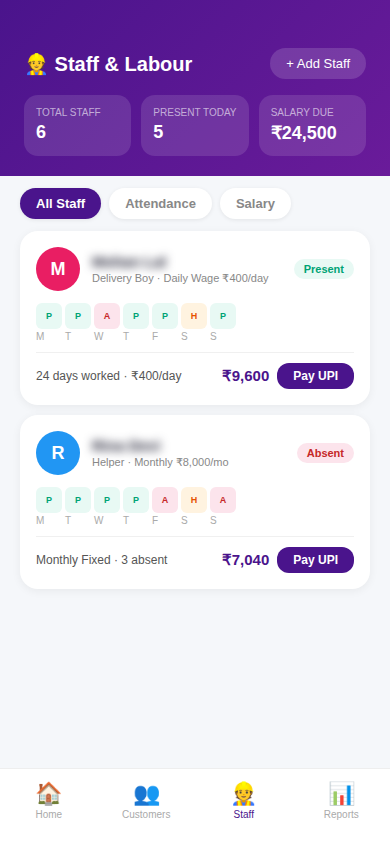 Staff & Labour
+ Add Staff
TOTAL STAFF
6
PRESENT TODAY
5
SALARY DUE
₹24,500
All Staff
Attendance
Salary
M
Delivery Boy · Daily Wage ₹400/day
Present
P P A P P H P
M T W T F S S
24 days worked · ₹400/day
₹9,600
Pay UPI
R
Helper · Monthly ₹8,000/mo
Absent
P P P P A H A
M T W T F S S
Monthly Fixed · 3 absent
₹7,040
Pay UPI
Home
Customers
Staff
Reports